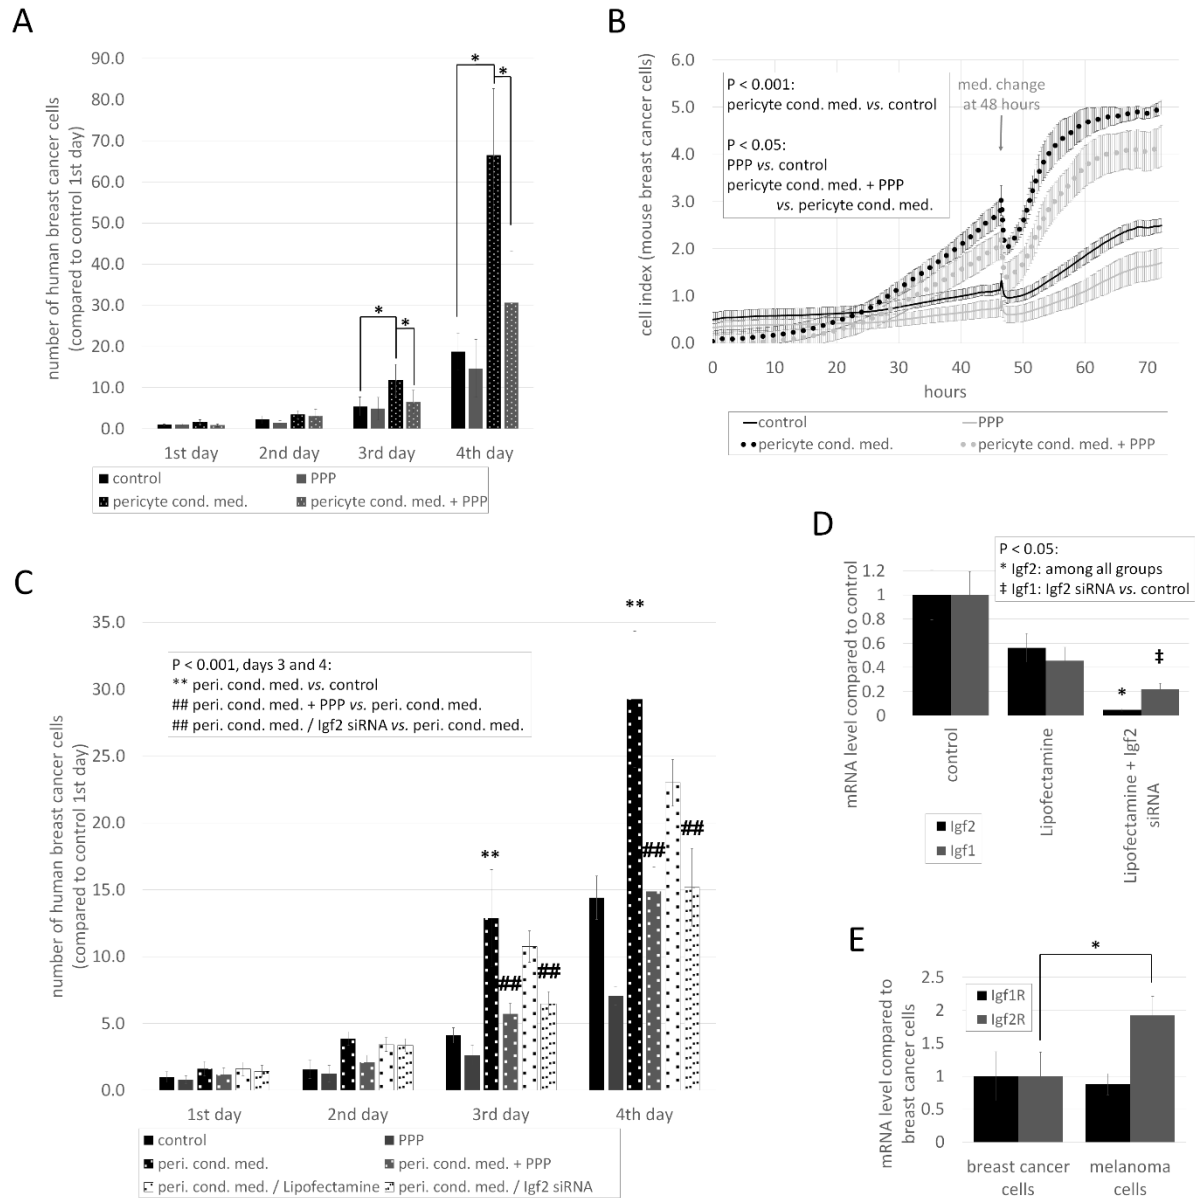 A
number of human breast cancer cells
(compared to control 1st day)
90.0
80.0
70.0
60.0
50.0
40.0
30.0
20.0
10.0
0.0
*
*
*
*
1st day
2nd day
3rd day
4th day
control
PPP
pericyte cond. med.
pericyte cond. med. + PPP
B
cell index (mouse breast cancer cells)
6.0
5.0
4.0
3.0
2.0
1.0
0.0
P < 0.001:
pericyte cond. med. vs. control
P < 0.05:
PPP vs. control
pericyte cond. med. + PPP
vs. pericyte cond. med.
med. change
at 48 hours
0
10
20
30
40
50
60
70
hours
control
PPP
pericyte cond. med.
pericyte cond. med. + PPP
C
number of human breast cancer cells
(compared to control 1st day)
35.0
30.0
25.0
20.0
15.0
10.0
5.0
0.0
P < 0.001, days 3 and 4:
** peri. cond. med. vs. control
## peri. cond. med. + PPP vs. peri. cond. med.
## peri. cond. med. / Igf2 siRNA vs. peri. cond. med.
**
##
##
**
##
##
1st day
2nd day
3rd day
4th day
control
PPP
peri. cond. med.
peri. cond. med. + PPP
peri. cond. med. / Lipofectamine
peri. cond. med. / Igf2 siRNA
D
mRNA level compared to control
1.2
1
0.8
0.6
0.4
0.2
0
P < 0.05:
* Igf2: among all groups
‡ Igf1: Igf2 siRNA vs. control
*
‡
control
Lipofectamine
Lipofectamine + Igf2
siRNA
Igf2
Igf1
E
mRNA level compared to
breast cancer cells
2.5
2
1.5
1
0.5
0
Igf1R
Igf2R
*
breast cancer
cells
melanoma
cells